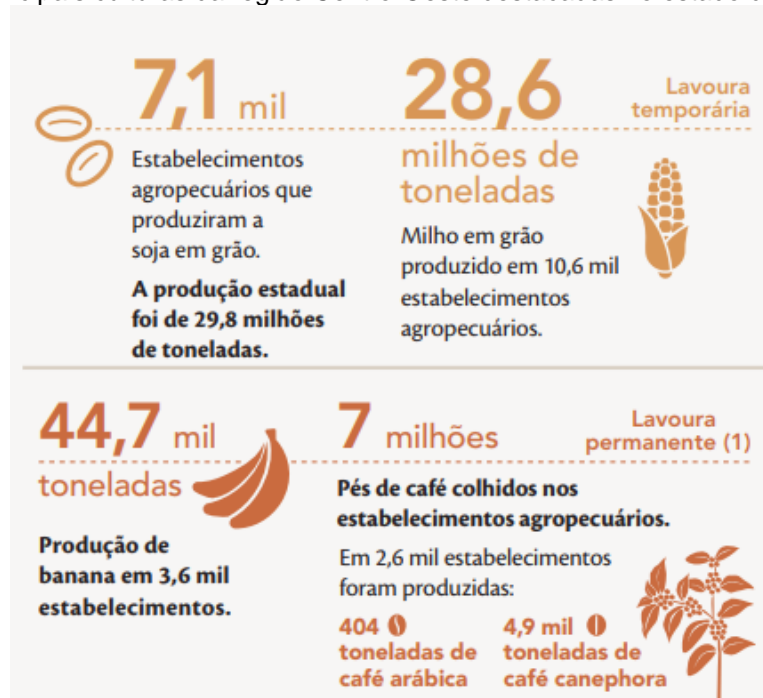 7,1 mil
Estabelecimentos
agropecuários que
produziram a
soja em grão.
A produção estadual
foi de 29,8 milhões
de toneladas.
28,6
milhões de
toneladas
Lavoura
temporária
Milho em grão
produzido em 10,6 mil
estabelecimentos
agropecuários.
44,7 mil
toneladas
Produção de
banana em 3,6 mil
estabelecimentos.
7 milhões
Lavoura
permanente (1)
Pés de café colhidos nos
estabelecimentos agropecuários.
Em 2,6 mil estabelecimentos
foram produzidas:
404
toneladas de
café arábica
4,9 mil
toneladas de
café canephora